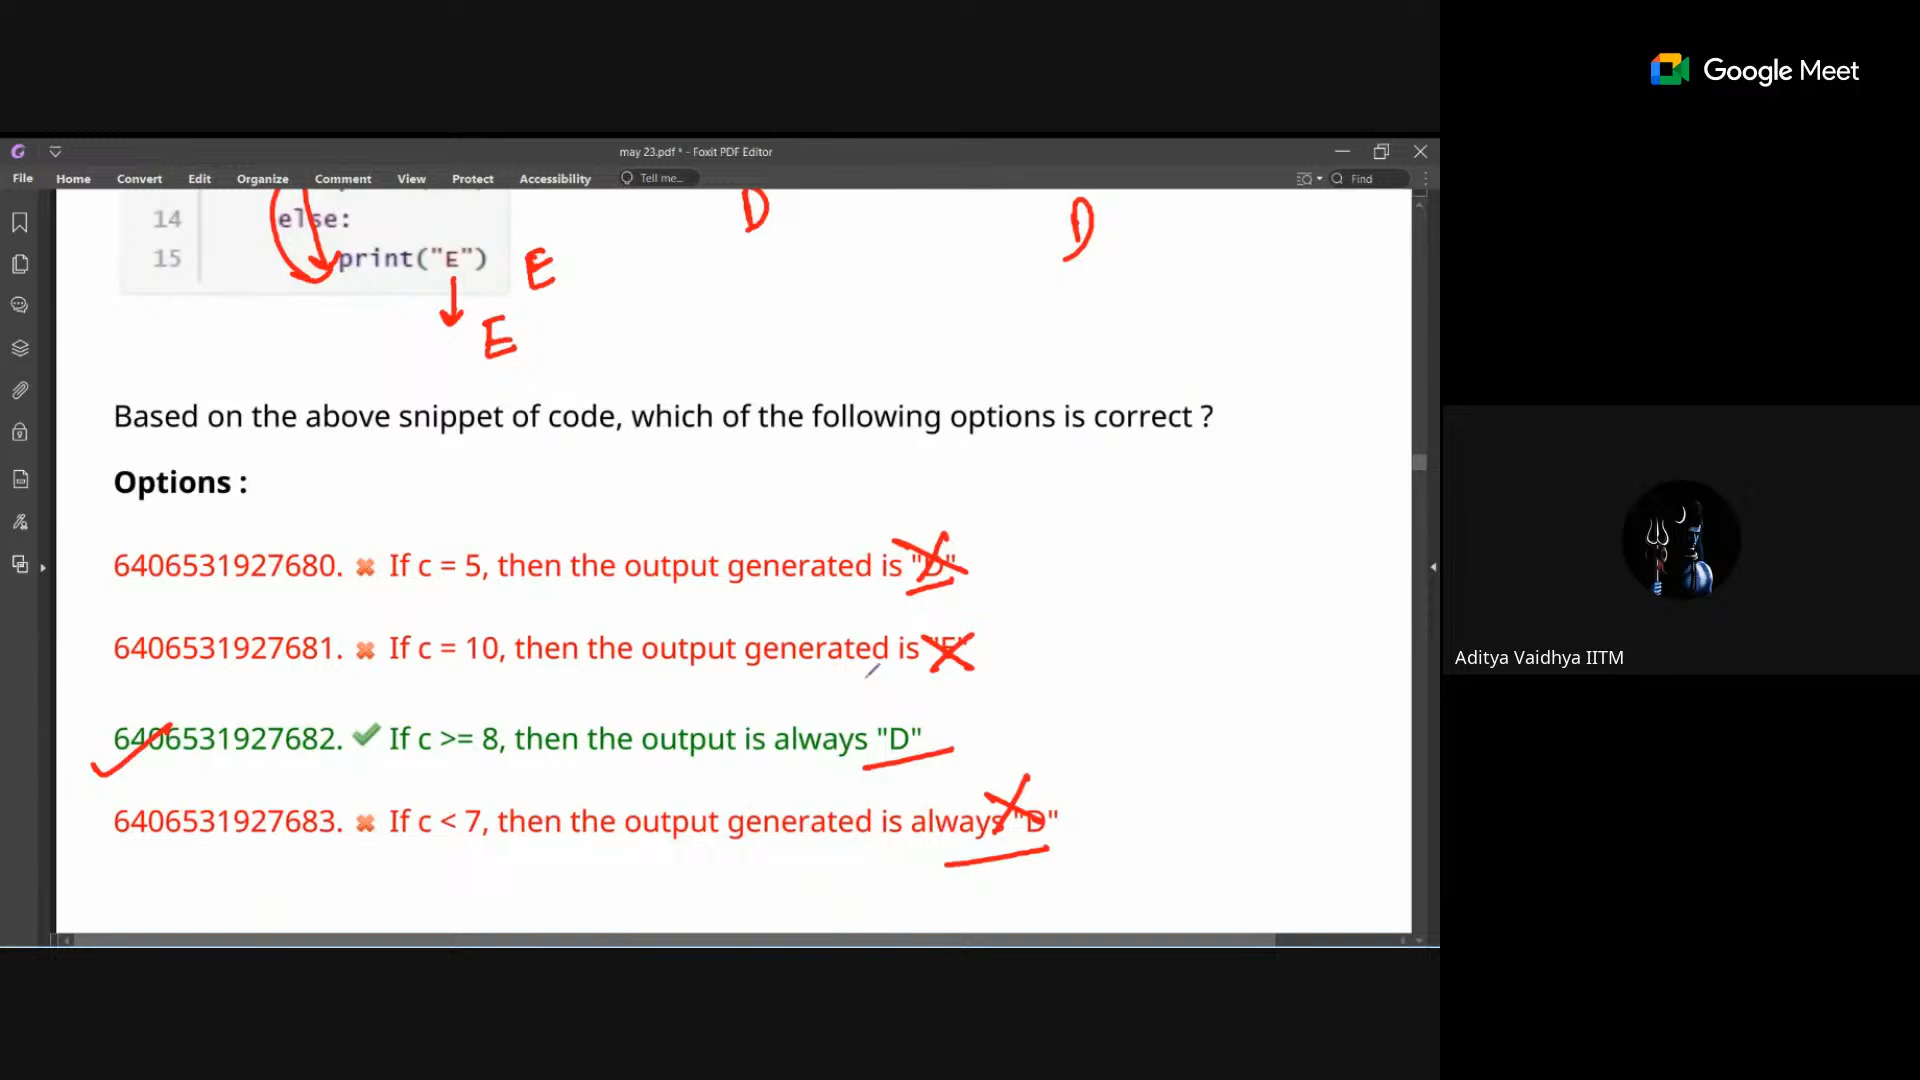 Google Meet
may 23.pdf * - Foxit PDF Editor
File Home Convert Edit Organize Comment View Protect Accessibility Tell me... Find
14 else: D D
15 print("E") E
E
Based on the above snippet of code, which of the following options is correct ?
Options :
6406531927680. ✖ If c = 5, then the output generated is
6406531927681. ✖ If c = 10, then the output generated is
6406531927682. ✔ If c >= 8, then the output is always "D"
6406531927683. ✖ If c < 7, then the output generated is always "D"
Aditya Vaidhya IITM